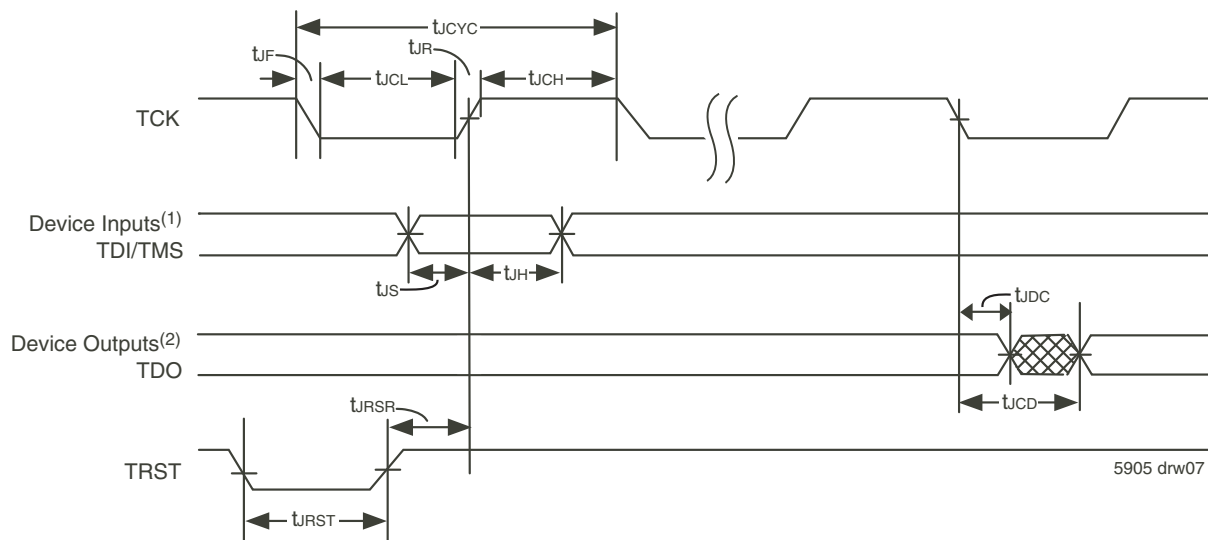 tJCYC
tJF
tJR
tJCL
tJCH
TCK
Device Inputs(1)
TDI/TMS
tJS
tJH
tJDC
Device Outputs(2)
TDO
tJCD
tJRSR
TRST
5905 drw07
tJRST